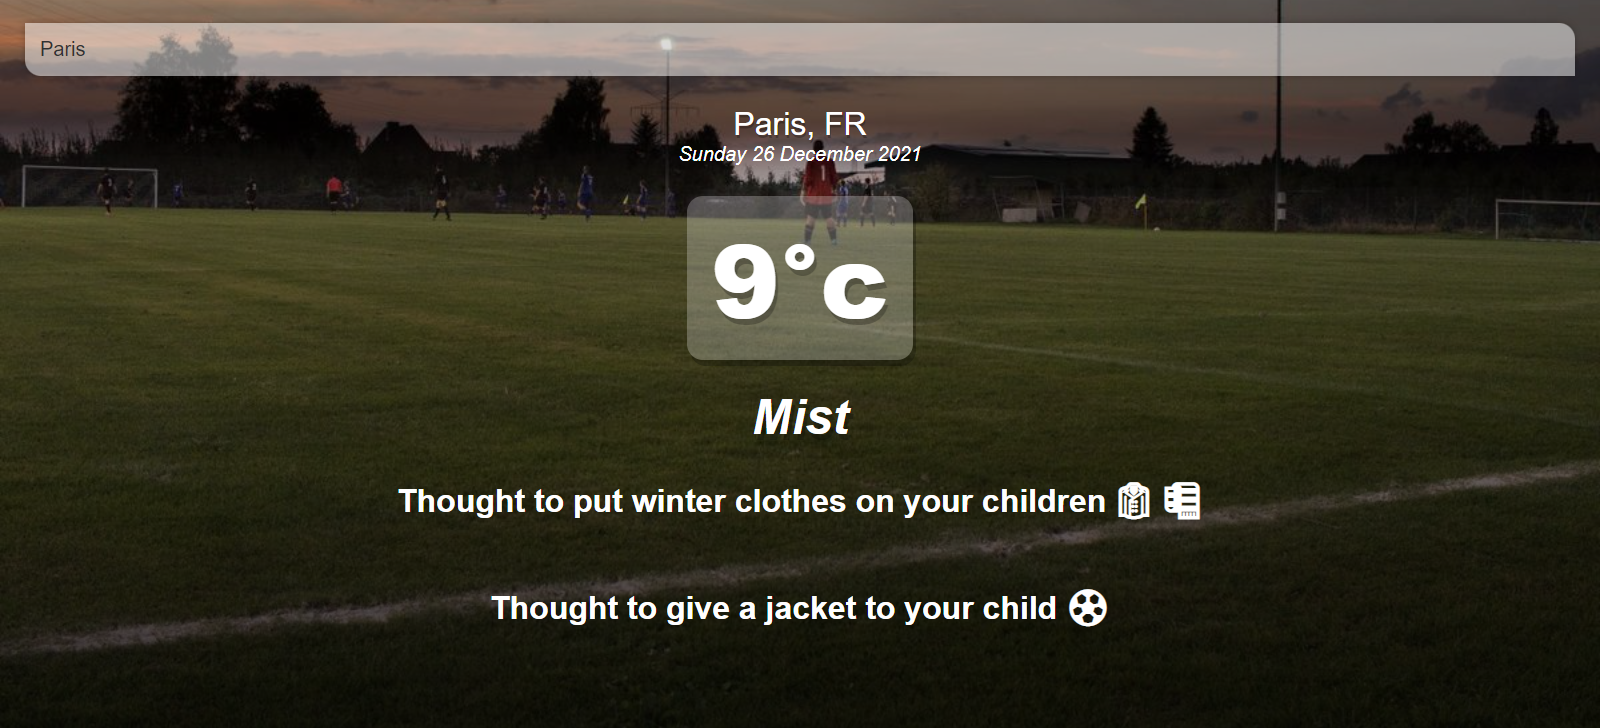 Paris
Paris, FR
Sunday 26 December 2021
1
9°c
Mist
Thought to put winter clothes on your children
Thought to give a jacket to your child